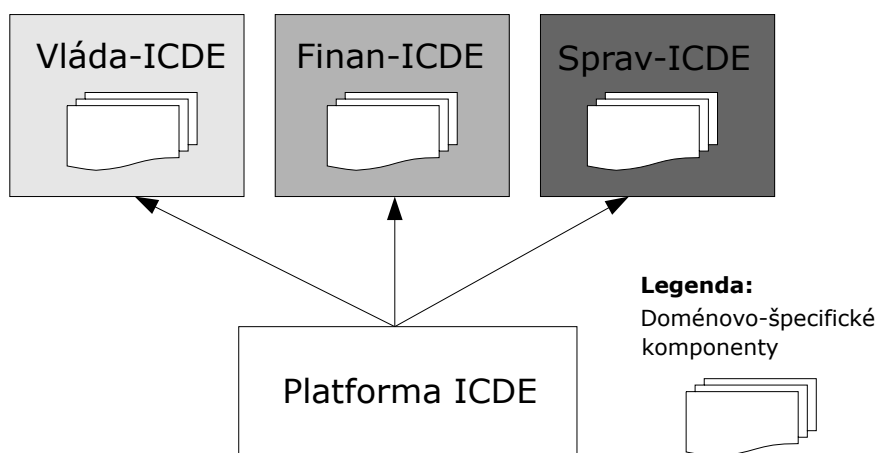 Vláda-ICDE
Finan-ICDE
Sprav-ICDE
Legenda:
Doménovo-špecifické
komponenty
Platforma ICDE